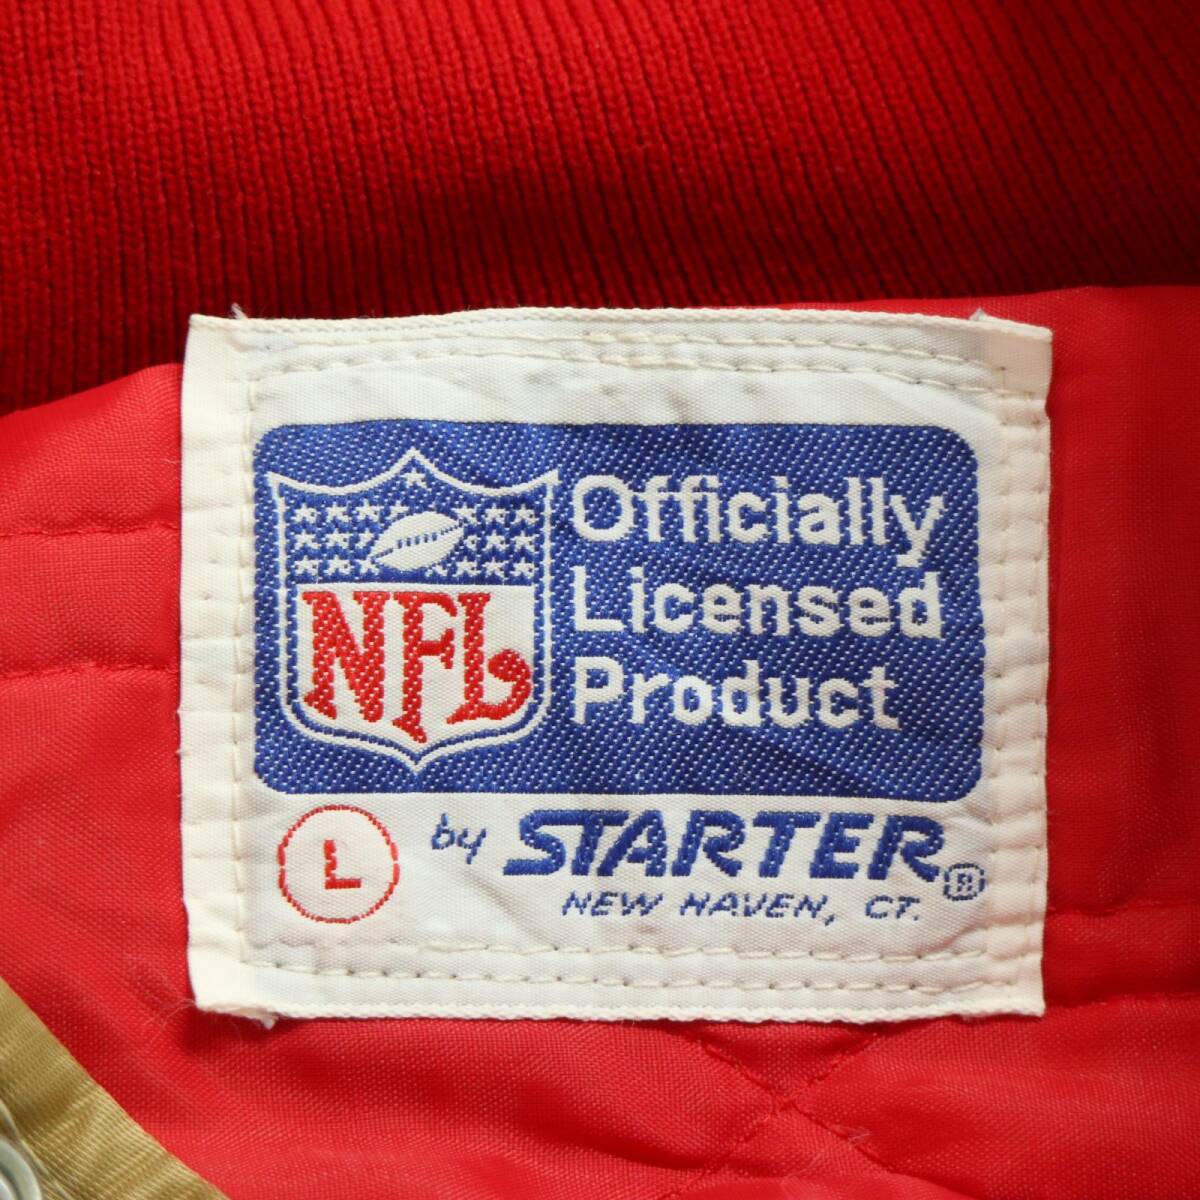 NFL
Officially
Licensed
Product
L
by STARTER®
NEW HAVEN, CT.